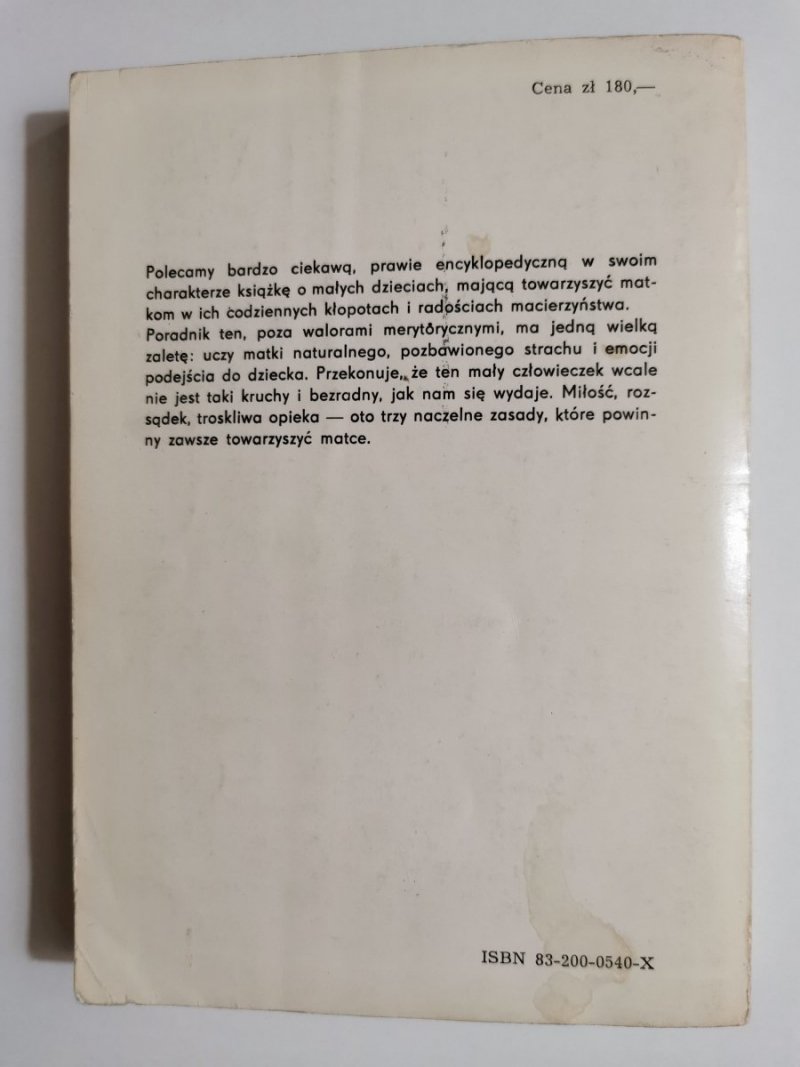 Cena zł 180,—
Polecamy bardzo ciekawą, prawie encyklopedyczną w swoim
charakterze książkę o małych dzieciach, mającą towarzyszyć mat-
kom w ich codziennych kłopotach i radościach macierzyństwa.
Poradnik ten, poza walorami merytorycznymi, ma jedną wielką
zaletę: uczy matki naturalnego, pozbawionego strachu i emocji
podejścia do dziecka. Przekonuje, że ten mały człowieczek wcale
nie jest taki kruchy i bezradny, jak nam się wydaje. Miłość, roz-
sądek, troskliwa opieka — oto trzy naczelne zasady, które powin-
ny zawsze towarzyszyć matce.
ISBN 83-200-0540-X